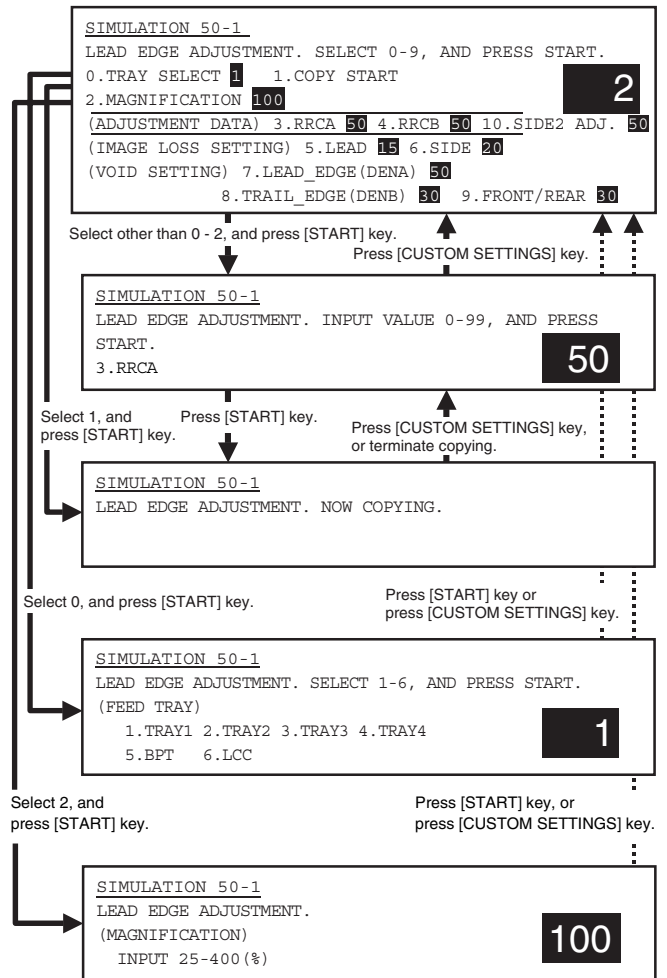 SIMULATION 50-1
LEAD EDGE ADJUSTMENT. SELECT 0-9, AND PRESS START.
0.TRAY SELECT 1 1.COPY START
2
2.MAGNIFICATION 100
(ADJUSTMENT DATA) 3.RRCA 50 4.RRCB 50 10.SIDE2 ADJ. 50
(IMAGE LOSS SETTING) 5.LEAD 15 6.SIDE 20
(VOID SETTING) 7.LEAD_EDGE(DENA) 50
8.TRAIL_EDGE(DENB) 30 9.FRONT/REAR 30
Select other than 0 - 2, and press [START] key.
Press [CUSTOM SETTINGS] key.
SIMULATION 50-1
LEAD EDGE ADJUSTMENT. INPUT VALUE 0-99, AND PRESS
START.
50
3.RRCA
Select 1, and
press [START] key.
Press [START] key.
Press [CUSTOM SETTINGS] key,
or terminate copying.
SIMULATION 50-1
LEAD EDGE ADJUSTMENT. NOW COPYING.
Select 0, and press [START] key.
Press [START] key or
press [CUSTOM SETTINGS] key.
SIMULATION 50-1
LEAD EDGE ADJUSTMENT. SELECT 1-6, AND PRESS START.
(FEED TRAY)
1.TRAY1 2.TRAY2 3.TRAY3 4.TRAY4
1
5.BPT 6.LCC
Select 2, and
press [START] key.
Press [START] key, or
press [CUSTOM SETTINGS] key.
SIMULATION 50-1
LEAD EDGE ADJUSTMENT.
(MAGNIFICATION)
100
INPUT 25-400(%)